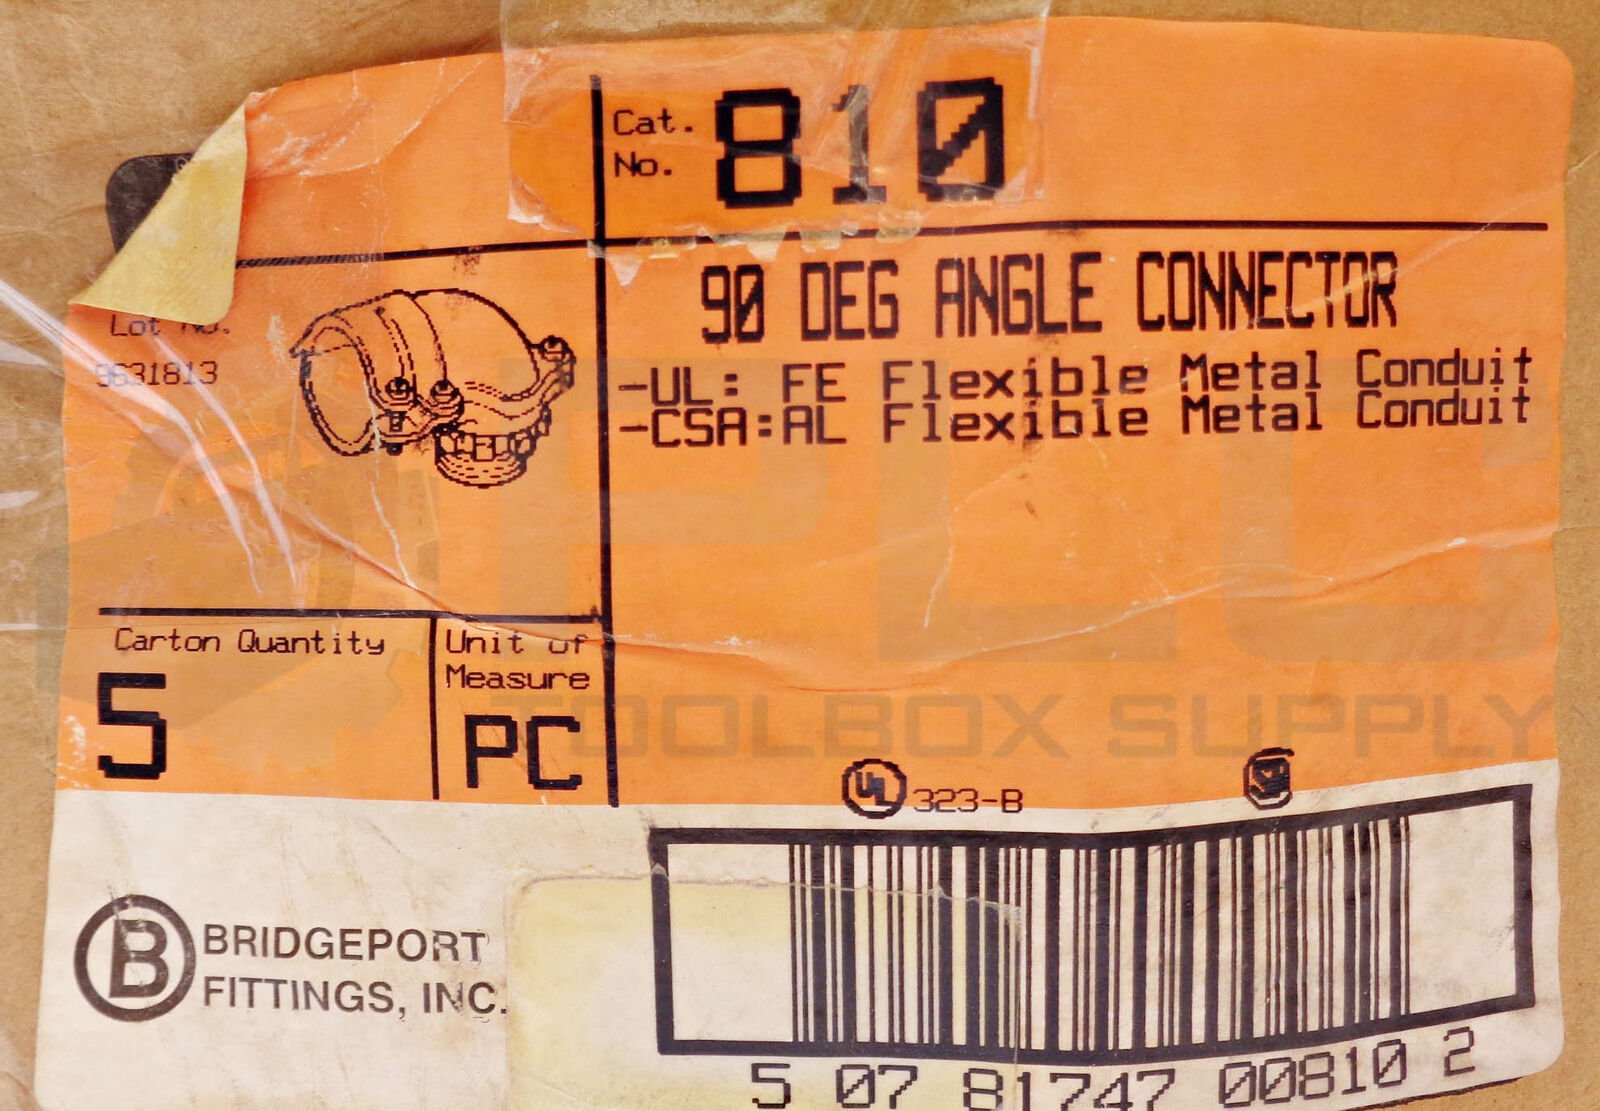 Cat. No. 810
90 DEG ANGLE CONNECTOR
-UL: FE Flexible Metal Conduit
-CSA:AL Flexible Metal Conduit
Lot No.
9631813
Carton Quantity
5
Unit of
Measure
PC
TOOLBOX SUPPLY
UL 323-B
B BRIDGEPORT
FITTINGS, INC.
5 07 81747 00810 2